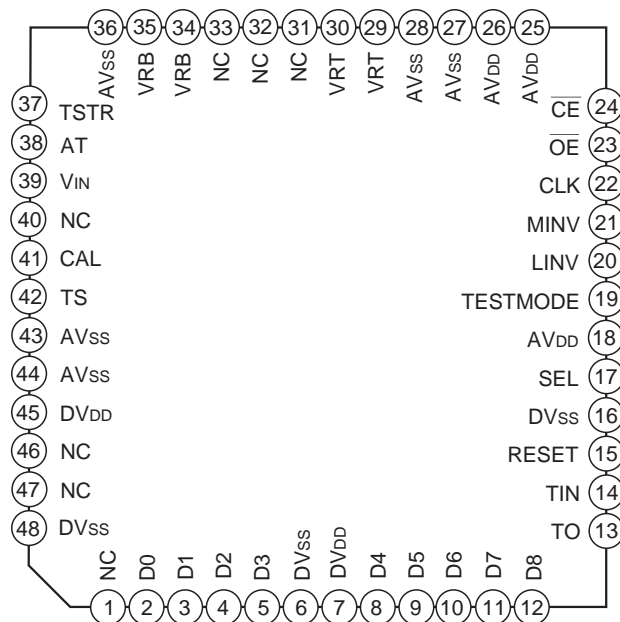 36 35 34 33 32 31 30 29 28 27 26 25
AVSS VRB VRB NC NC NC VRT VRT AVSS AVSS AVDD AVDD
37 TSTR
38 AT
39 VIN
40 NC
41 CAL
42 TS
43 AVSS
44 AVSS
45 DVDD
46 NC
47 NC
48 DVSS
CE 24
OE 23
CLK 22
MINV 21
LINV 20
TESTMODE 19
AVDD 18
SEL 17
DVSS 16
RESET 15
TIN 14
TO 13
NC D0 D1 D2 D3 DVSS DVDD D4 D5 D6 D7 D8
1 2 3 4 5 6 7 8 9 10 11 12